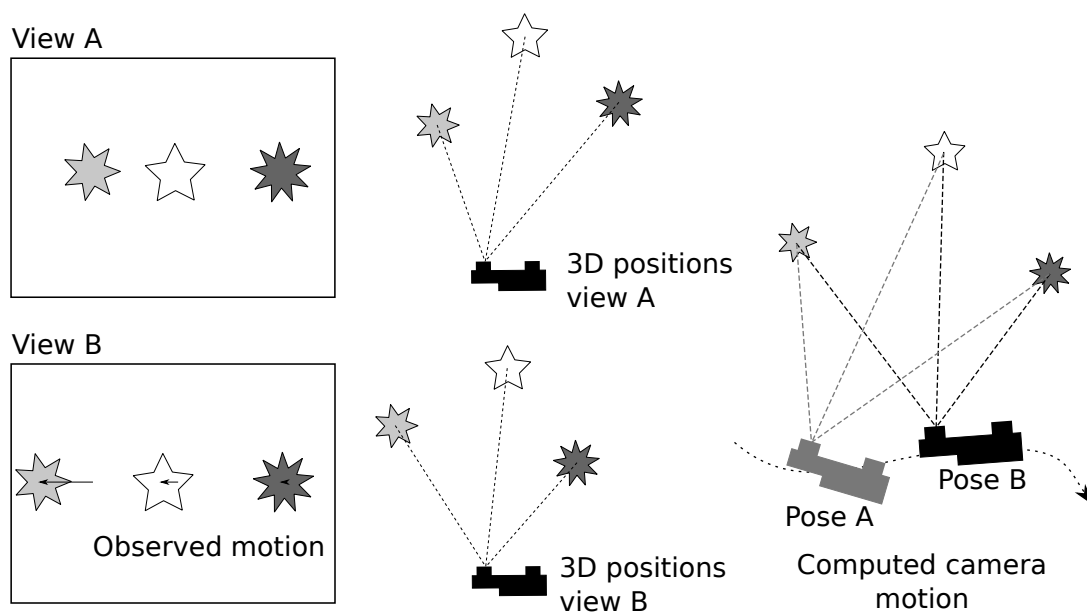 View A
3D positions
view A
View B
Observed motion
3D positions
view B
Pose A
Pose B
Computed camera
motion